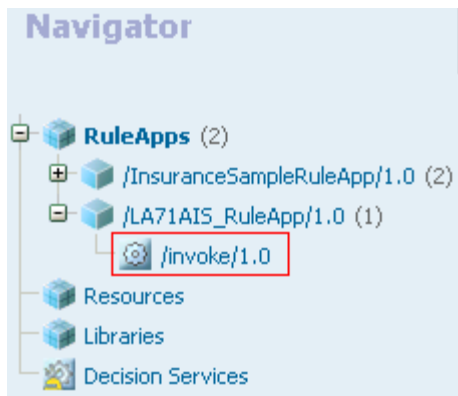 Navigator
RuleApps (2)
/InsuranceSampleRuleApp/1.0 (2)
/LA71AIS_RuleApp/1.0 (1)
/invoke/1.0
Resources
Libraries
Decision Services